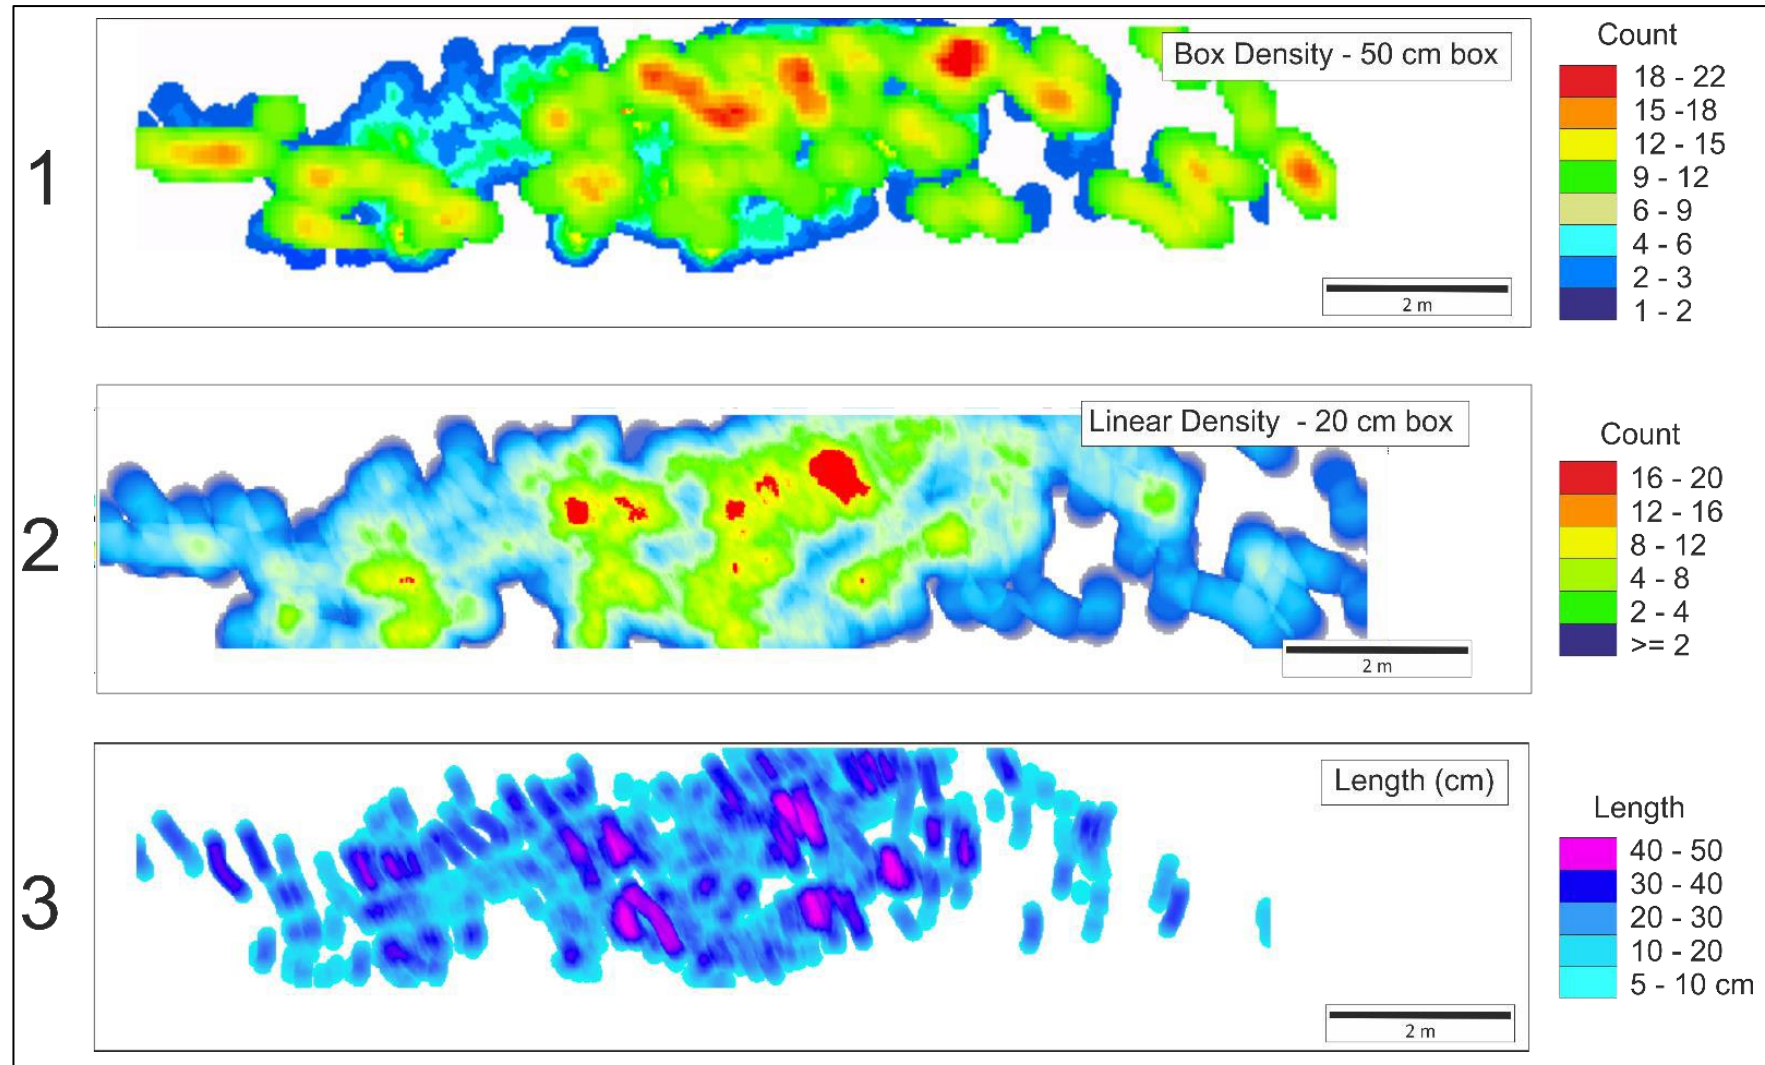 1
Box Density - 50 cm box
2 m
Count
18 - 22
15 -18
12 - 15
9 - 12
6 - 9
4 - 6
2 - 3
1 - 2
2
Linear Density - 20 cm box
2 m
Count
16 - 20
12 - 16
8 - 12
4 - 8
2 - 4
>= 2
3
Length (cm)
2 m
Length
40 - 50
30 - 40
20 - 30
10 - 20
5 - 10 cm